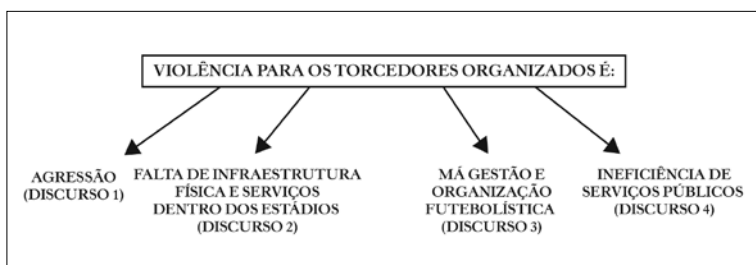 VIOLÊNCIA PARA OS TORCEDORES ORGANIZADOS É:
AGRESSÃO
(DISCURSO 1)
FALTA DE INFRAESTRUTURA
FÍSICA E SERVIÇOS
DENTRO DOS ESTÁDIOS
(DISCURSO 2)
MÁ GESTÃO E
ORGANIZAÇÃO
FUTEBOLÍSTICA
(DISCURSO 3)
INEFICIÊNCIA DE
SERVIÇOS PÚBLICOS
(DISCURSO 4)